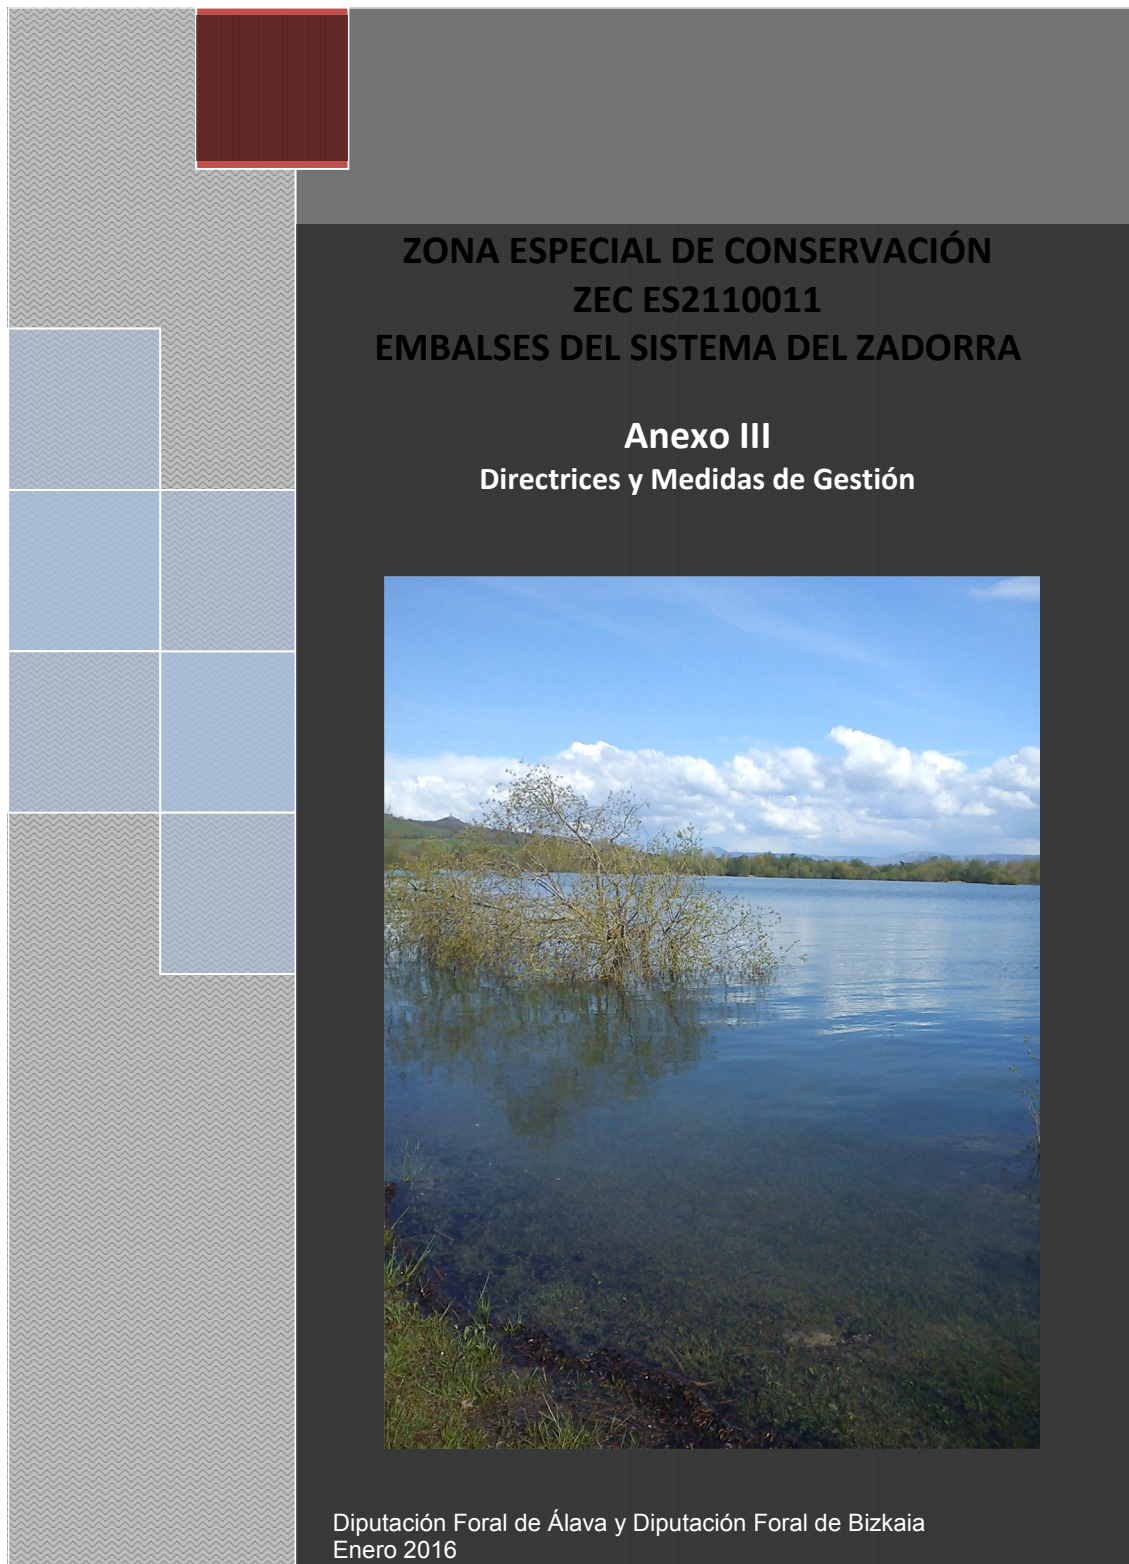 ZONA ESPECIAL DE CONSERVACIÓN
ZEC ES2110011
EMBALSES DEL SISTEMA DEL ZADORRA
Anexo III
Directrices y Medidas de Gestión
Diputación Foral de Álava y Diputación Foral de Bizkaia
Enero 2016